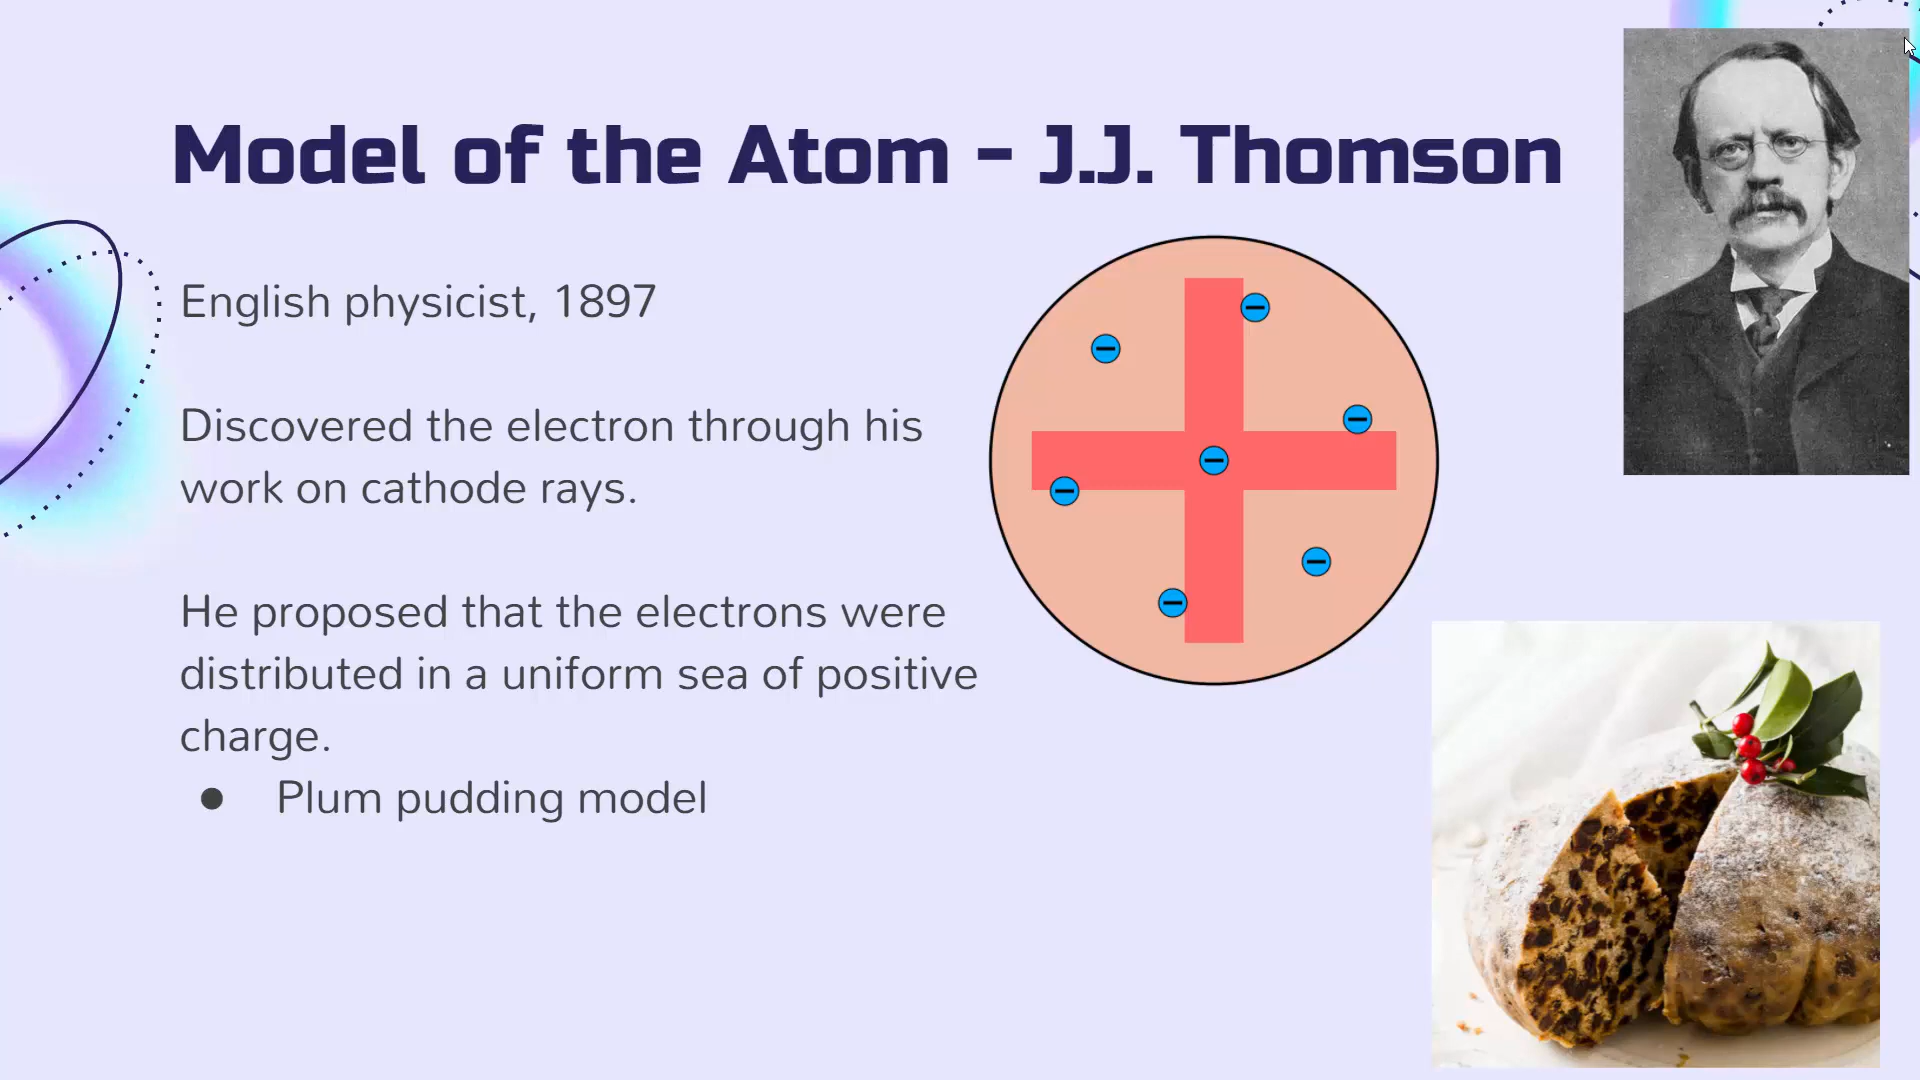 Model of the Atom - J.J. Thomson
English physicist, 1897
Discovered the electron through his
work on cathode rays.
He proposed that the electrons were
distributed in a uniform sea of positive
charge.
● Plum pudding model